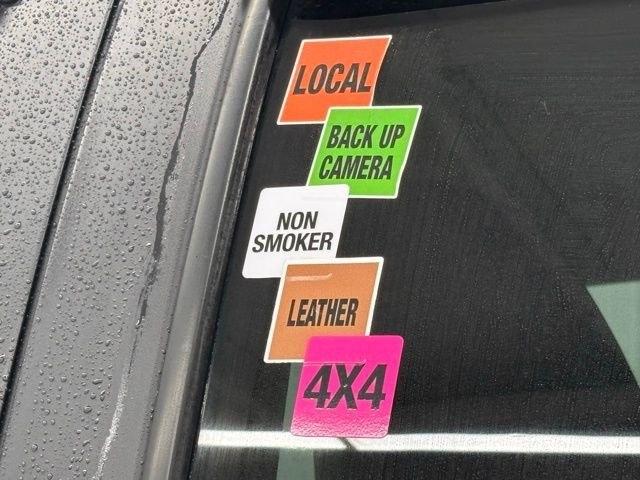 LOCAL
BACK UP
CAMERA
NON
SMOKER
LEATHER
4X4